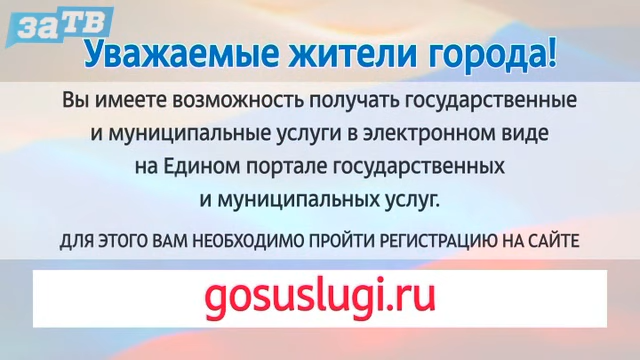 заТВ
Уважаемые жители города!
Вы имеете возможность получать государственные
и муниципальные услуги в электронном виде
на Едином портале государственных
и муниципальных услуг.
ДЛЯ ЭТОГО ВАМ НЕОБХОДИМО ПРОЙТИ РЕГИСТРАЦИЮ НА САЙТЕ
gosuslugi.ru